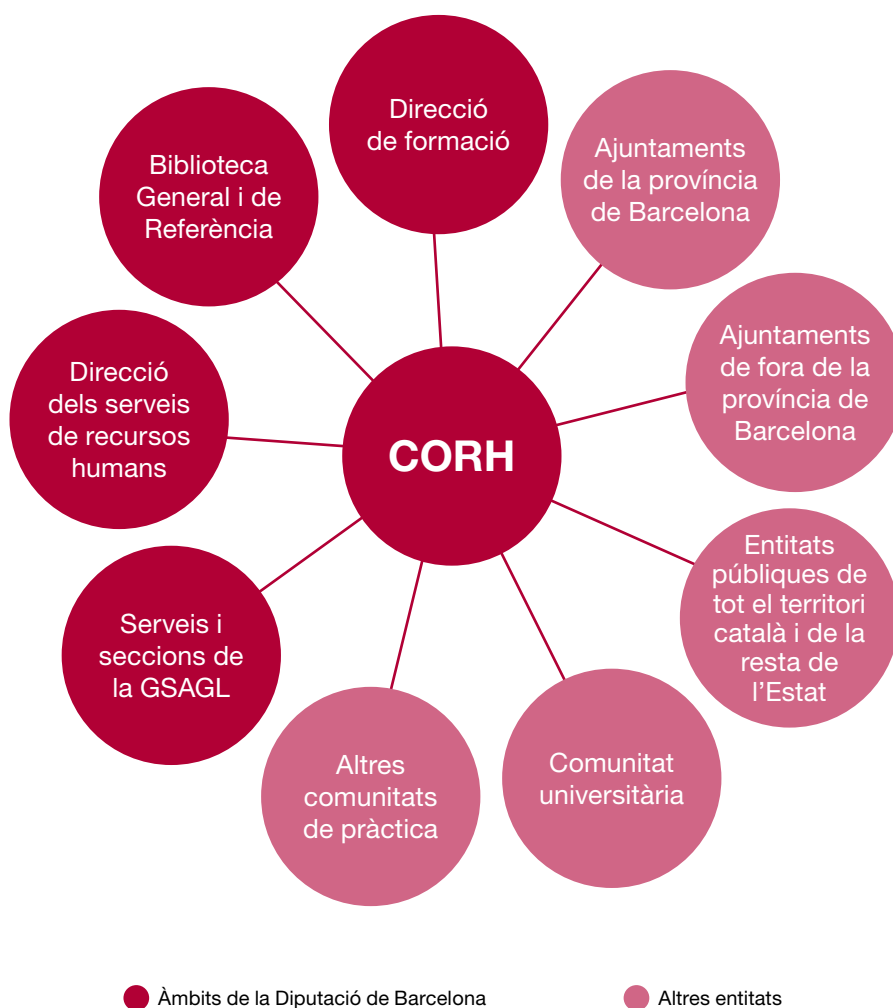 Direcció
de formació
Ajuntaments
de la província
de Barcelona
Biblioteca
General i de
Referència
Ajuntaments
de fora de la
província de
Barcelona
Direcció
dels serveis
de recursos
humans
CORH
Entitats
públiques de
tot el territori
català i de la
resta de
l'Estat
Serveis i
seccions de
la GSAGL
Altres
comunitats
de pràctica
Comunitat
universitària
Àmbits de la Diputació de Barcelona
Altres entitats